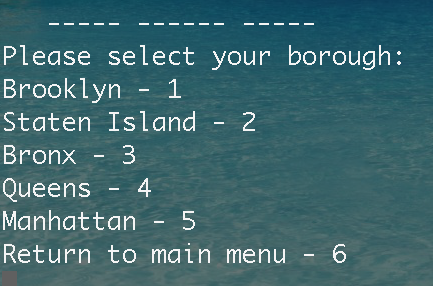 ----- ------ -----
Please select your borough:
Brooklyn - 1
Staten Island - 2
Bronx - 3
Queens - 4
Manhattan - 5
Return to main menu - 6